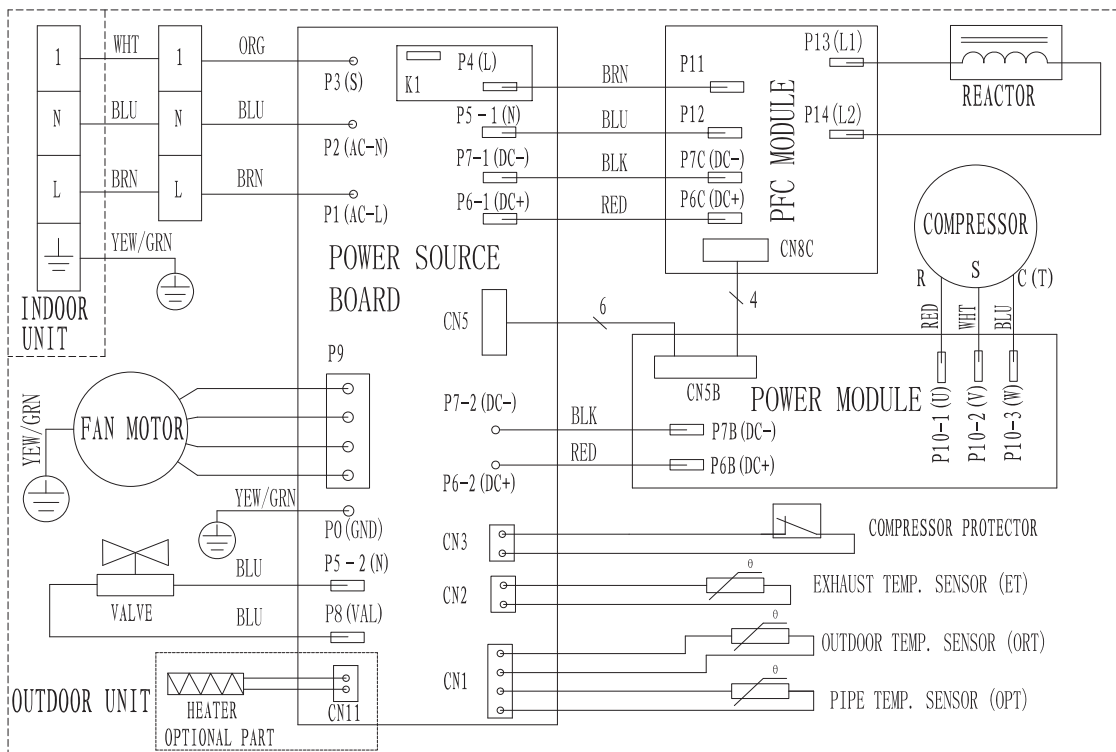 1
WHT
1
ORG
P3(S)
N
BLU
N
BLU
P2(AC-N)
L
BRN
L
BRN
P1(AC-L)
YEW/GRN
INDOOR
UNIT
K1
P4(L)
BRN
P11
P5-1(N)
BLU
P12
P7-1(DC-)
BLK
P7C(DC-)
P6-1(DC+)
RED
P6C(DC+)
PFC MODULE
P13(L1)
P14(L2)
REACTOR
CN8C
4
POWER SOURCE
BOARD
CN5
6
CN5B
COMPRESSOR
R
S
C(T)
RED
WHT
BLU
P10-1(U)
P10-2(V)
P10-3(W)
POWER MODULE
P9
FAN MOTOR
YEW/GRN
P7-2(DC-)
BLK
P7B(DC-)
P6-2(DC+)
RED
P6B(DC+)
YEW/GRN
P0(GND)
CN3
COMPRESSOR PROTECTOR
P5-2(N)
BLU
VALVE
BLU
P8(VAL)
CN2
θ
EXHAUST TEMP. SENSOR (ET)
CN1
θ
OUTDOOR TEMP. SENSOR (ORT)
θ
PIPE TEMP. SENSOR (OPT)
OUTDOOR UNIT
HEATER
CN11
OPTIONAL PART